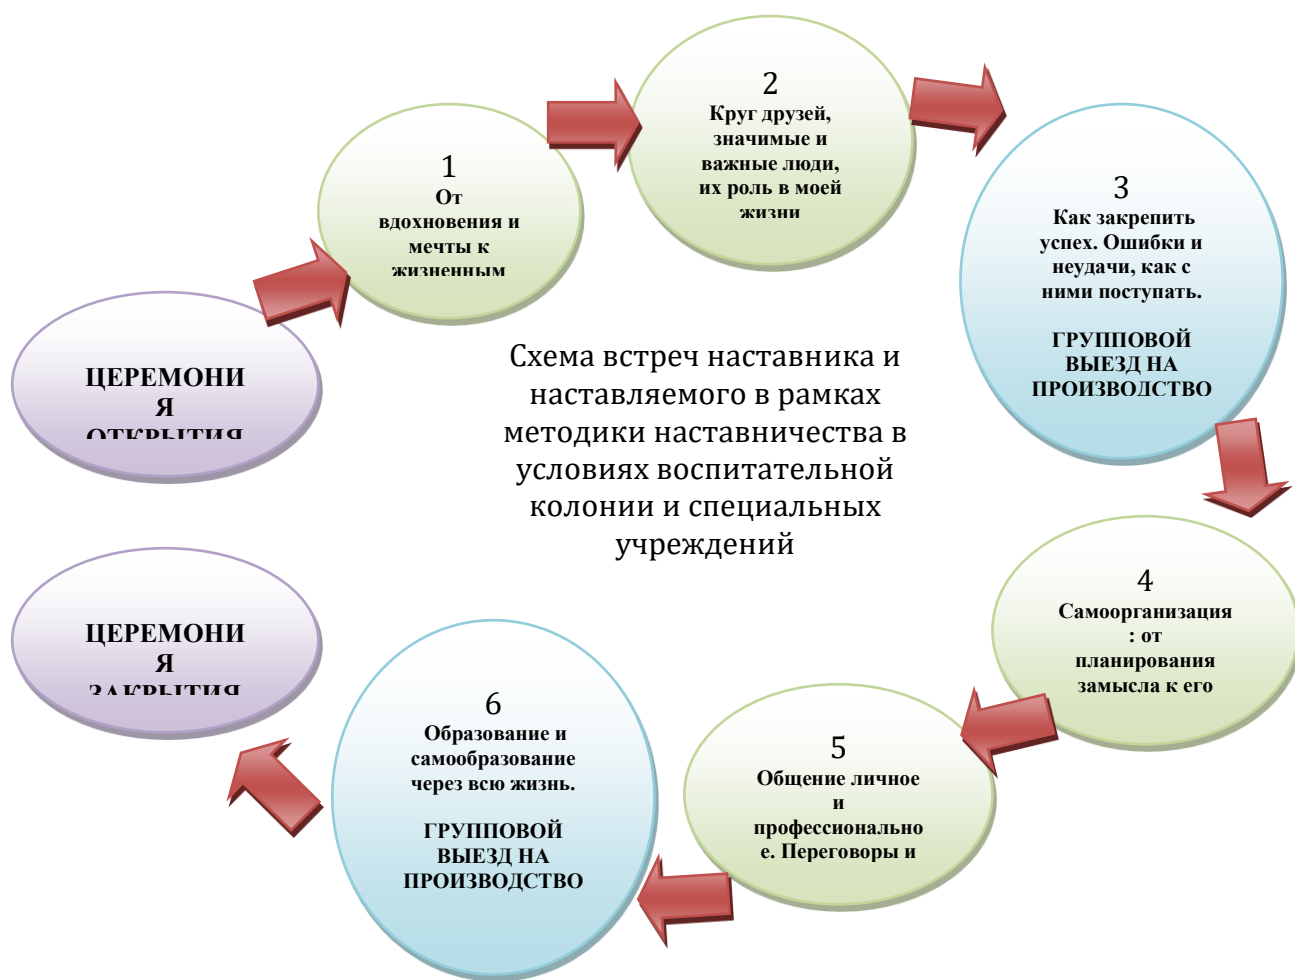 ЦЕРЕМОНИ
Я
ОТКРЫТИЯ
1
От
вдохновения и
мечты к
жизненным
2
Круг друзей,
значимые и
важные люди,
их роль в моей
жизни
3
Как закрепить
успех. Ошибки и
неудачи, как с
ними поступать.
ГРУППОВОЙ
ВЫЕЗД НА
ПРОИЗВОДСТВО
Схема встреч наставника и
наставляемого в рамках
методики наставничества в
условиях воспитательной
колонии и специальных
учреждений
4
Самоорганизация
: от
планирования
замысла к его
5
Общение личное
и
профессионально
е. Переговоры и
6
Образование и
самообразование
через всю жизнь.
ГРУППОВОЙ
ВЫЕЗД НА
ПРОИЗВОДСТВО
ЦЕРЕМОНИ
Я
ЗАКРЫТИЯ